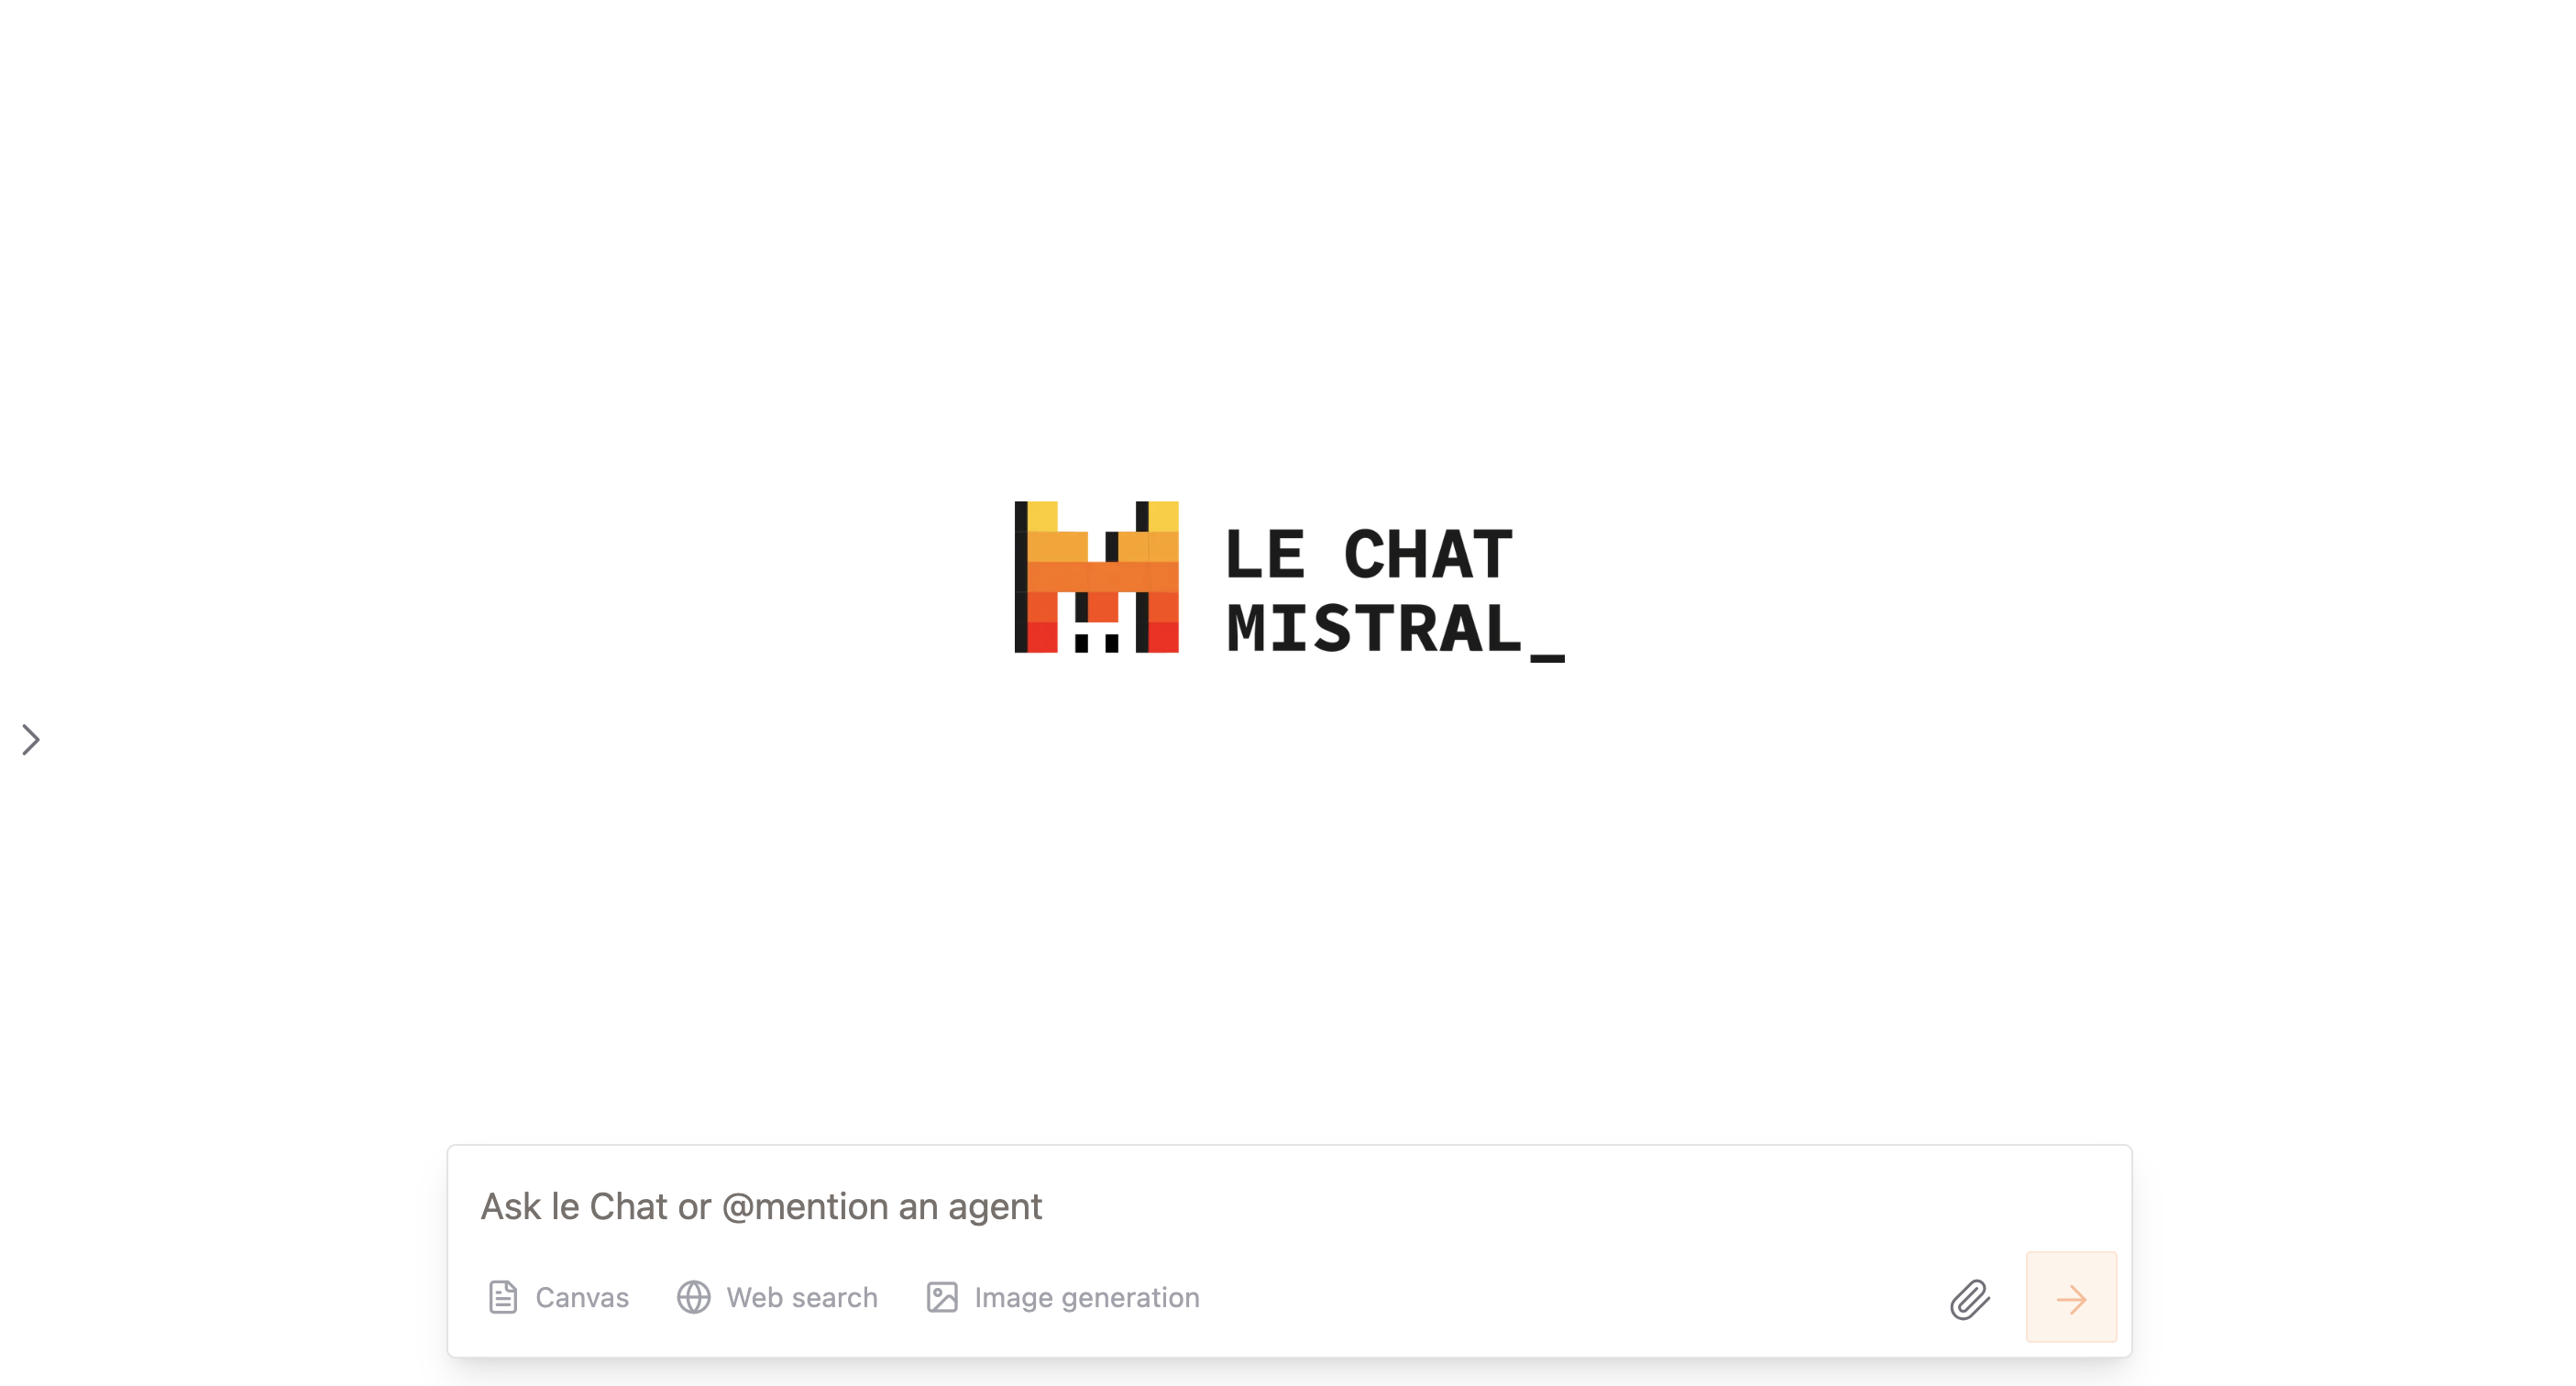 LE CHAT
MISTRAL_
Ask le Chat or @mention an agent
Canvas Web search Image generation